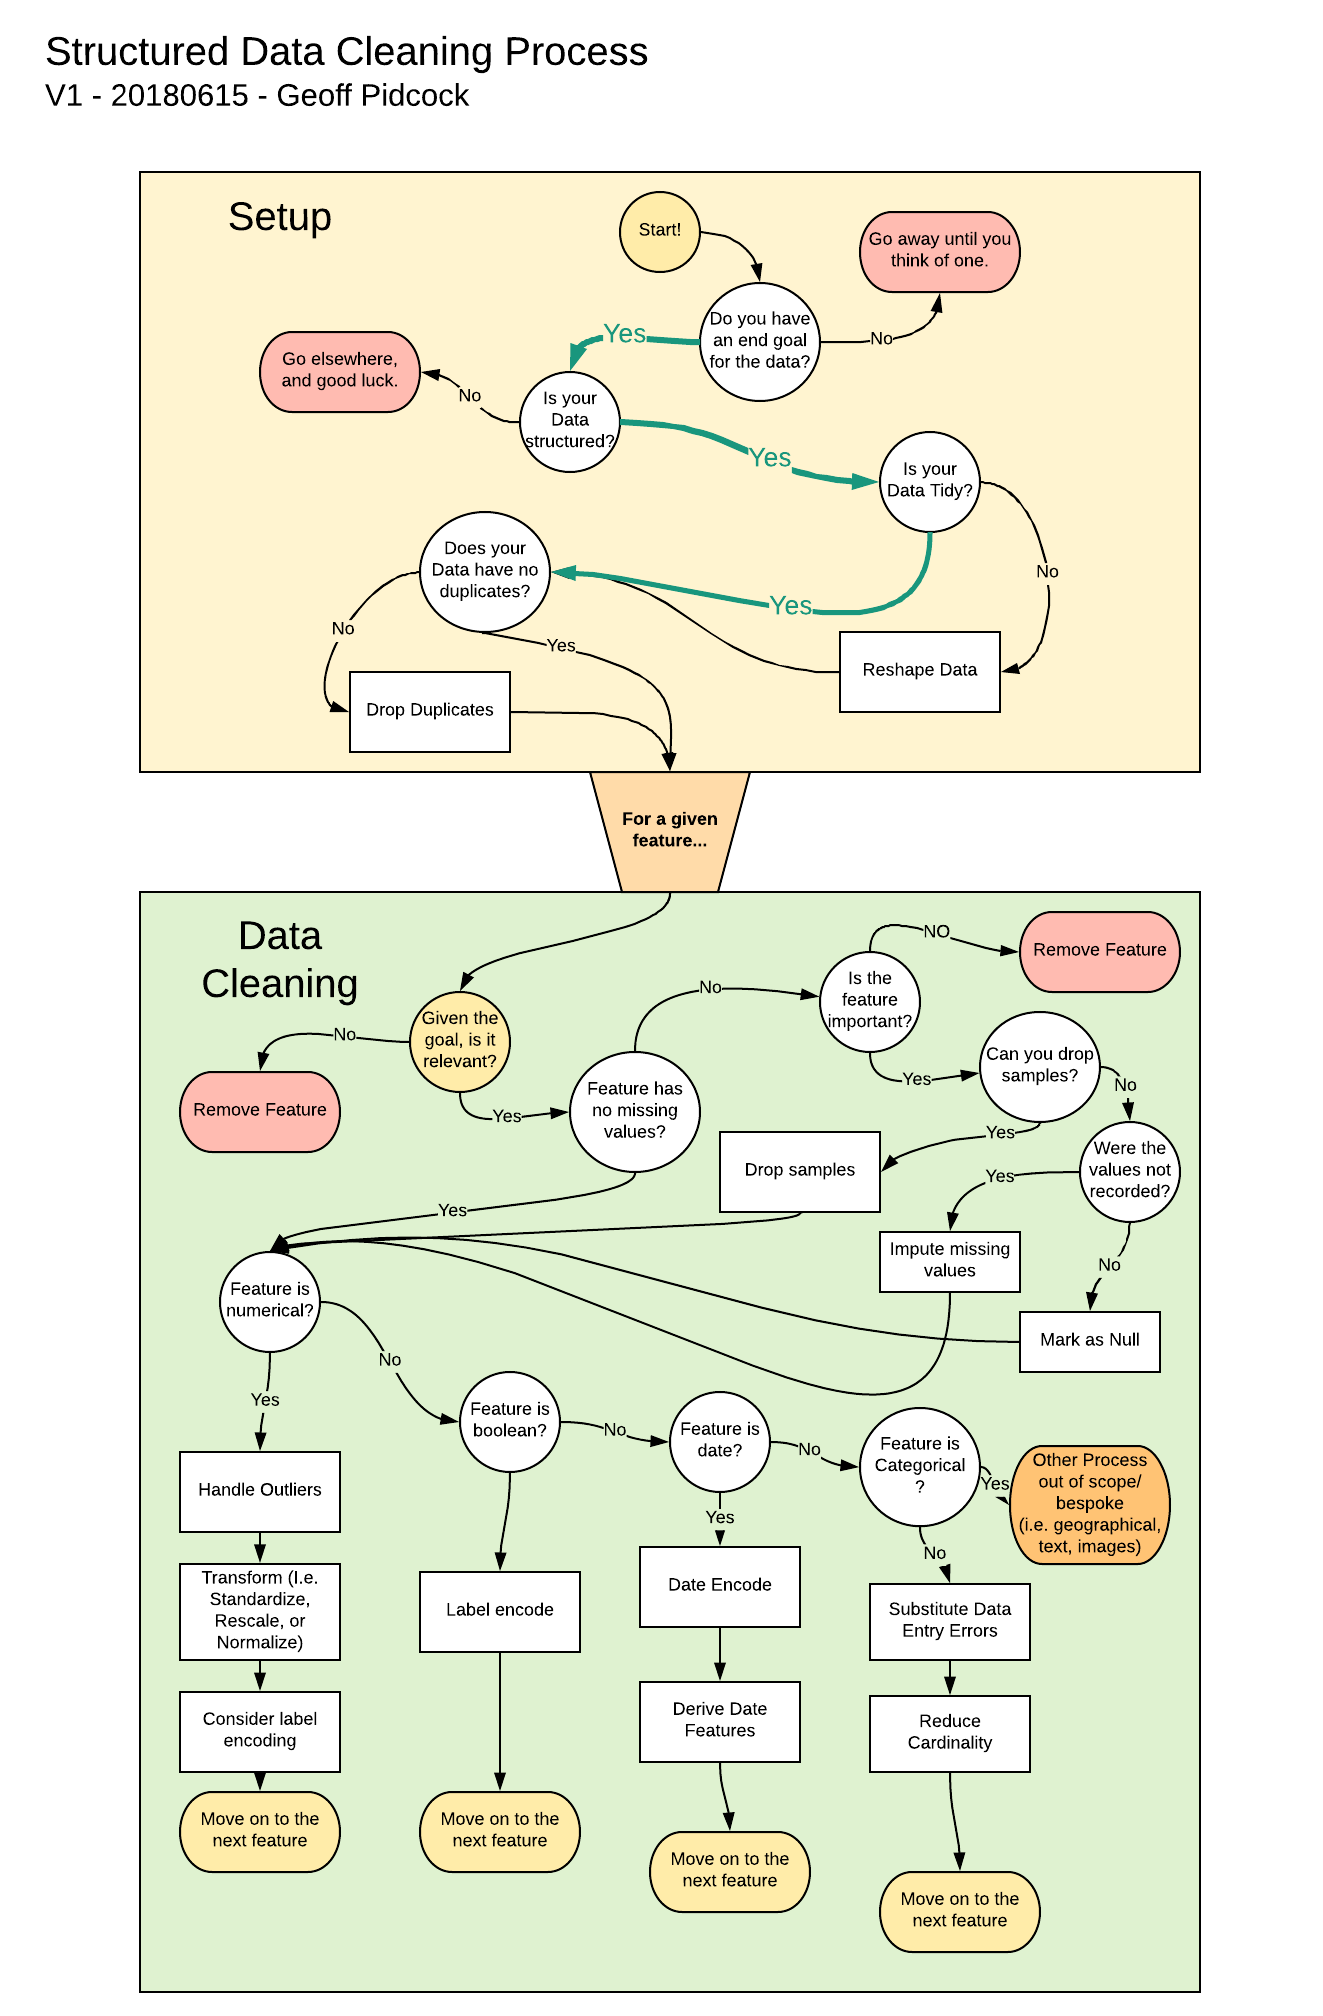 Structured Data Cleaning Process
V1 - 20180615 - Geoff Pidcock
Setup
Start!
Go away until you
think of one.
Do you have
an end goal
for the data?
No
Yes
Go elsewhere,
and good luck.
No
Is your
Data
structured?
Yes
Is your
Data Tidy?
No
Yes
Does your
Data have no
duplicates?
No
Yes
Reshape Data
Drop Duplicates
For a given
feature...
Data
Cleaning
NO
Remove Feature
Is the
feature
important?
No
Given the
goal, is it
relevant?
No
Remove Feature
Yes
Feature has
no missing
values?
Yes
Can you drop
samples?
No
Yes
Drop samples
Were the
values not
recorded?
Yes
Yes
Impute missing
values
No
Mark as Null
Feature is
numerical?
No
Yes
Feature is
boolean?
No
Feature is
date?
No
Feature is
Categorical
?
Yes
Other Process
out of scope/
bespoke
(i.e. geographical,
text, images)
Handle Outliers
Yes
No
Transform (I.e.
Standardize,
Rescale, or
Normalize)
Label encode
Date Encode
Substitute Data
Entry Errors
Consider label
encoding
Derive Date
Features
Reduce
Cardinality
Move on to the
next feature
Move on to the
next feature
Move on to the
next feature
Move on to the
next feature